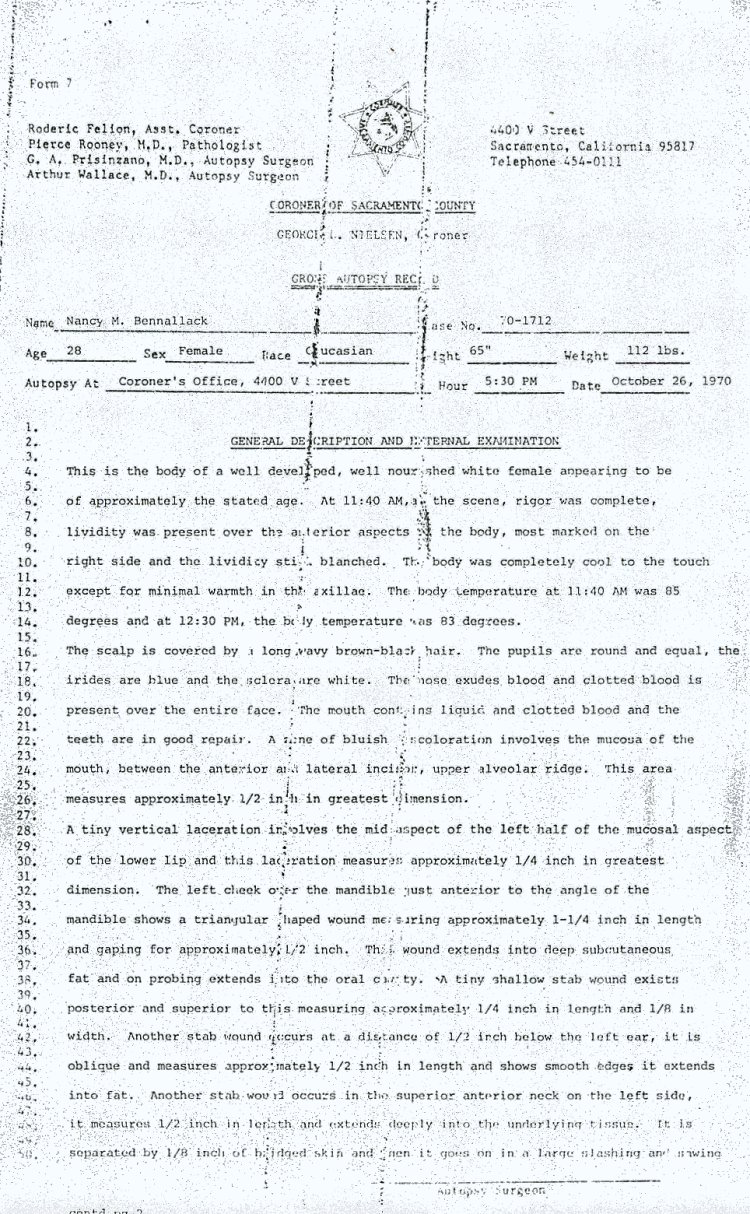 Form 7
Roderic Felion, Asst. Coroner
Pierce Rooney, M.D., Pathologist
G. A. Prisinzano, M.D., Autopsy Surgeon
Arthur Wallace, M.D., Autopsy Surgeon
4400 V Street
Sacramento, California 95817
Telephone 454-0111
CORONER OF SACRAMENTO COUNTY
GEORGE L. NIELSEN, Coroner
GROSS AUTOPSY RECORD
Name Nancy M. Bennallack Case No. 70-1712
Age 28 Sex Female Race Caucasian Height 65" Weight 112 lbs.
Autopsy At Coroner's Office, 4400 V Street Hour 5:30 PM Date October 26, 1970
1.
2. GENERAL DESCRIPTION AND EXTERNAL EXAMINATION
3.
4. This is the body of a well developed, well nourished white female appearing to be
5.
6. of approximately the stated age. At 11:40 AM, at the scene, rigor was complete,
7.
8. lividity was present over the anterior aspects of the body, most marked on the
9.
10. right side and the lividity still blanched. The body was completely cool to the touch
11.
12. except for minimal warmth in the axillae. The body temperature at 11:40 AM was 85
13.
14. degrees and at 12:30 PM, the body temperature was 83 degrees.
15.
16. The scalp is covered by a long wavy brown-black hair. The pupils are round and equal, the
17.
18. irides are blue and the sclera are white. The nose exudes blood and clotted blood is
19.
20. present over the entire face. The mouth contains liquid and clotted blood and the
21.
22. teeth are in good repair. A zone of bluish discoloration involves the mucosa of the
23.
24. mouth, between the anterior and lateral incisor, upper alveolar ridge. This area
25.
26. measures approximately 1/2 inch in greatest dimension.
27.
28. A tiny vertical laceration involves the mid aspect of the left half of the mucosal aspect
29.
30. of the lower lip and this laceration measures approximately 1/4 inch in greatest
31.
32. dimension. The left cheek over the mandible just anterior to the angle of the
33.
34. mandible shows a triangular shaped wound measuring approximately 1-1/4 inch in length
35.
36. and gaping for approximately 1/2 inch. This wound extends into deep subcutaneous
37.
38. fat and on probing extends into the oral cavity. A tiny shallow stab wound exists
39.
40. posterior and superior to this measuring approximately 1/4 inch in length and 1/8 in
41.
42. width. Another stab wound occurs at a distance of 1/2 inch below the left ear, it is
43.
44. oblique and measures approximately 1/2 inch in length and shows smooth edges it extends
45.
46. into fat. Another stab wound occurs in the superior anterior neck on the left side,
47.
48. it measures 1/2 inch in length and extends deeply into the underlying tissue. It is
49.
50. separated by 1/8 inch of bridged skin and then it goes on in a large slashing and sawing
Autopsy Surgeon
contd pg 2